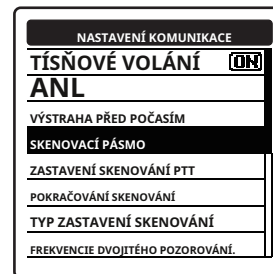 NASTAVENÍ KOMUNIKACE
TÍSŇOVÉ VOLÁNÍ ON
ANL
VÝSTRAHA PŘED POČASÍM
SKENOVACÍ PÁSMO
ZASTAVENÍ SKENOVÁNÍ PTT
POKRAČOVÁNÍ SKENOVÁNÍ
TYP ZASTAVENÍ SKENOVÁNÍ
FREKVENCIE DVOJITÉHO POZOROVÁNÍ.